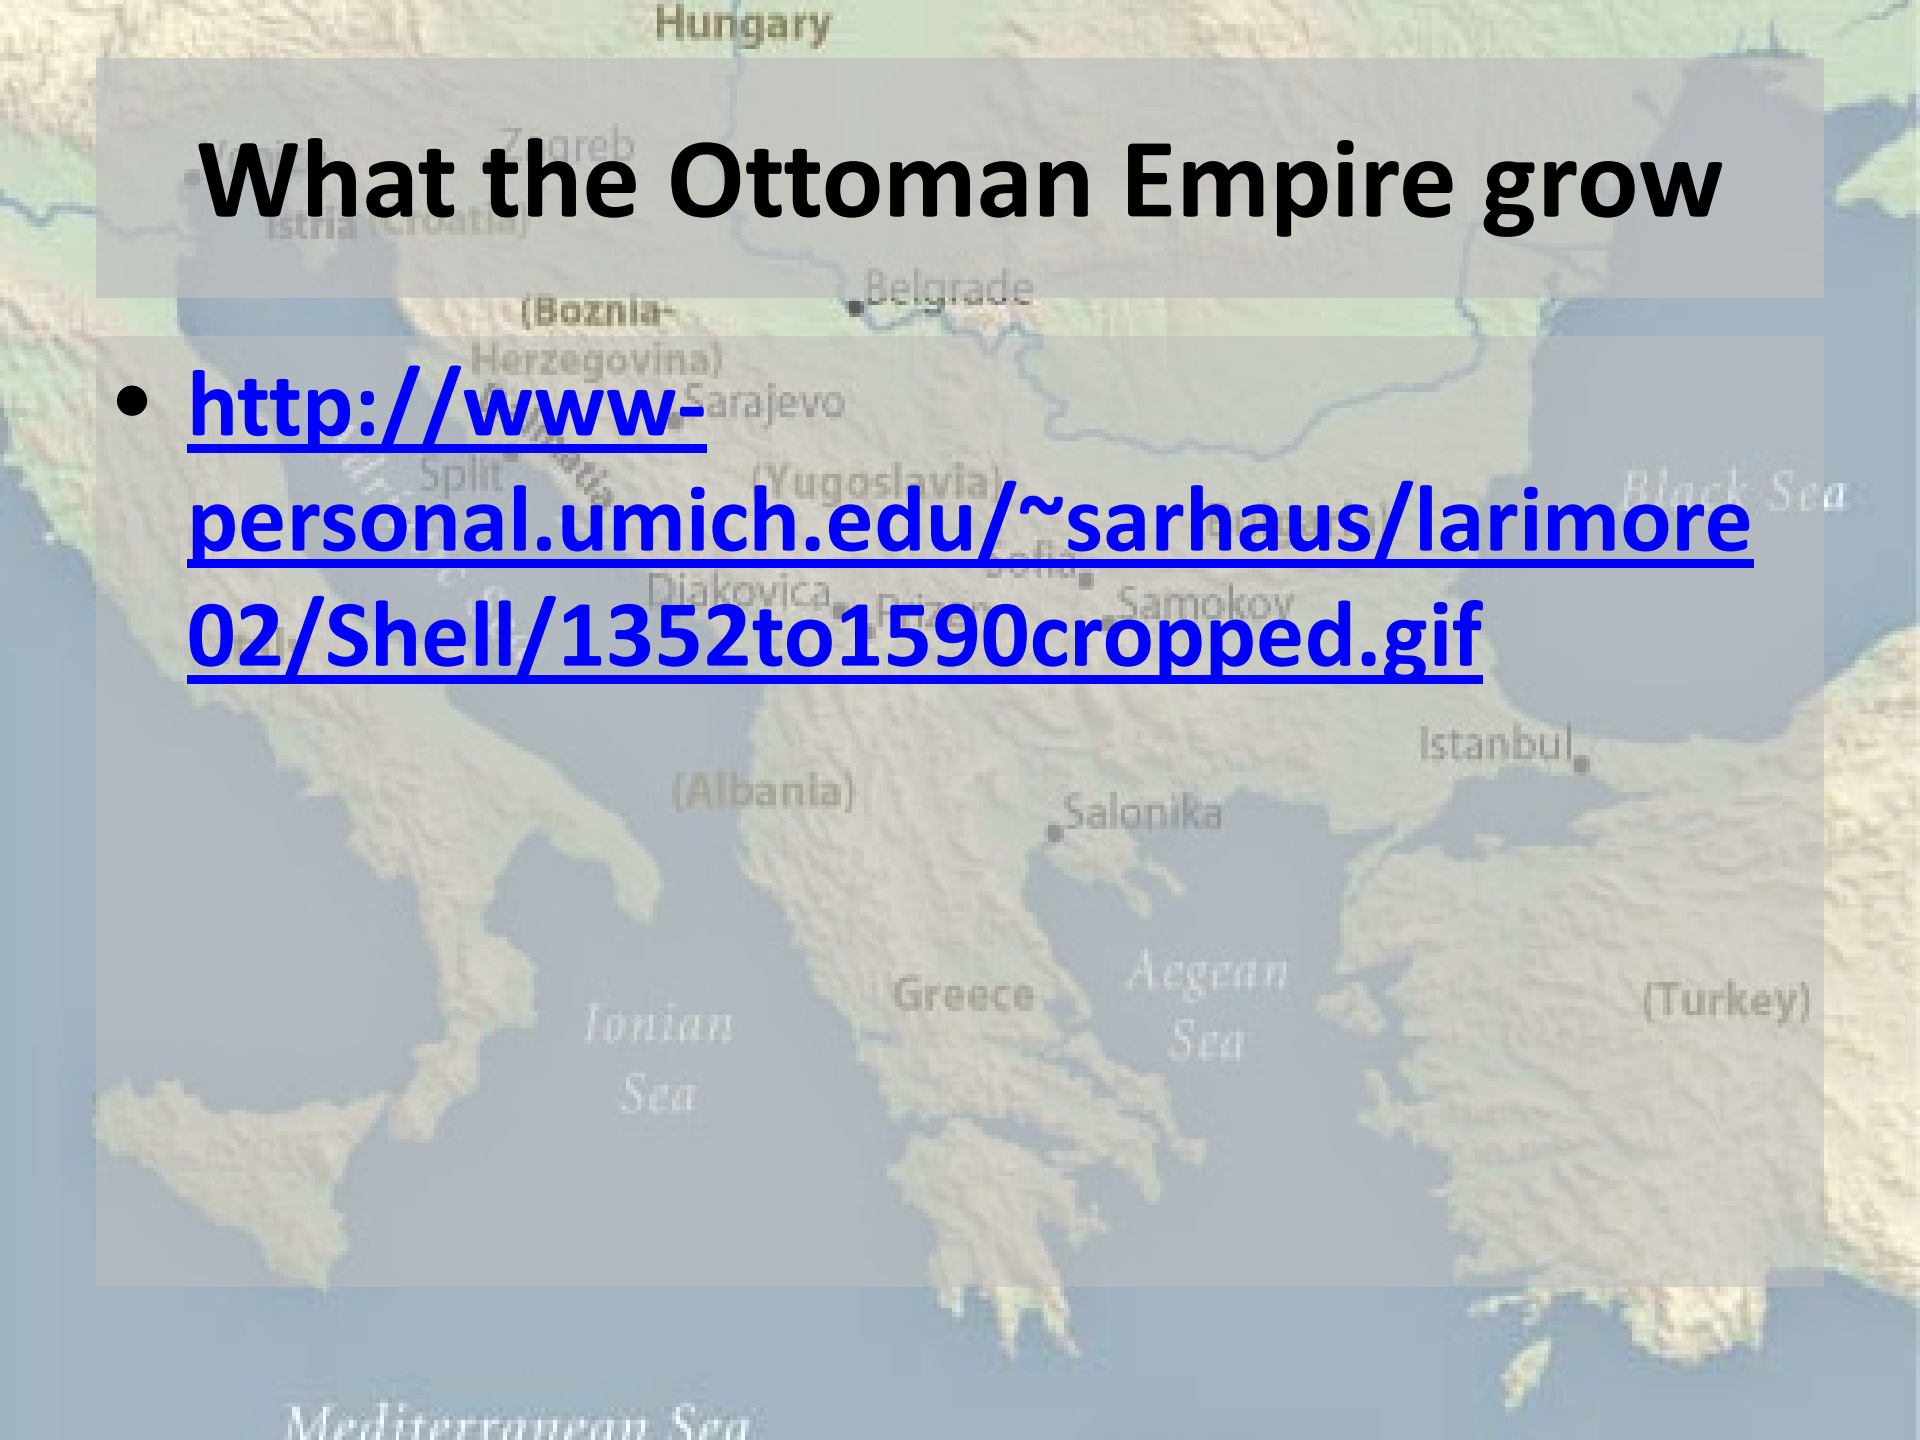 Hungary
What the Ottoman Empire grow
Zagreb
Istria (Croatia)
Belgrade
(Boznia-
Herzegovina)
• http://www-
personal.umich.edu/~sarhaus/larimore
02/Shell/1352to1590cropped.gif
Sarajevo
Split
(Yugoslavia)
Black Sea
Sofia
Djakovica
Samokov
Istanbul
(Albania)
Salonika
Aegean
Sea
Greece
(Turkey)
Ionian
Sea
Mediterranean Sea